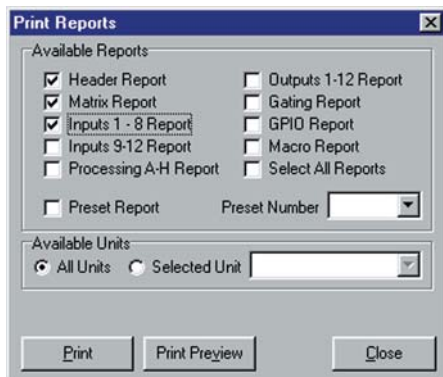 Print Reports
Available Reports
Header Report
Matrix Report
Inputs 1 - 8 Report
Inputs 9-12 Report
Processing A-H Report
Outputs 1-12 Report
Gating Report
GPIO Report
Macro Report
Select All Reports
Preset Report
Preset Number
Available Units
All Units
Selected Unit
Print
Print Preview
Close